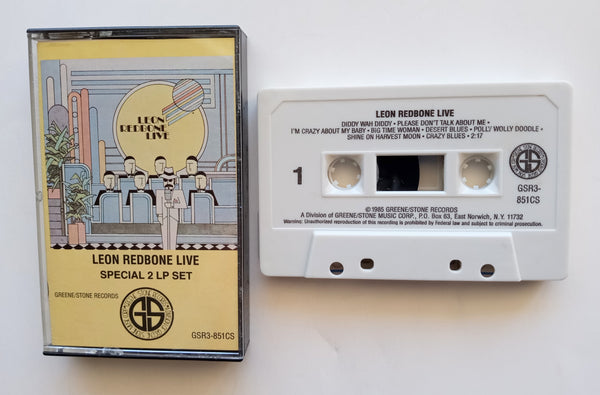 LEON
REDBONE
LIVE
LEON REDBONE LIVE
SPECIAL 2 LP SET
GREENE/STONE RECORDS
GS
GSR3-851CS
LEON REDBONE LIVE
DIDDY WAH DIDDY • PLEASE DON'T TALK ABOUT ME •
I'M CRAZY ABOUT MY BABY • BIG TIME WOMAN • DESERT BLUES • POLLY WOLLY DOODLE •
SHINE ON HARVEST MOON • CRAZY BLUES • 2:17
1
GS
GSR3-
851CS
© 1985 GREENE/STONE RECORDS
A Division of GREENE/STONE MUSIC CORP., P.O. Box 63, East Norwich, N.Y. 11732
Warning: Unauthorized reproduction of this recording is prohibited by Federal law and subject to criminal prosecution.